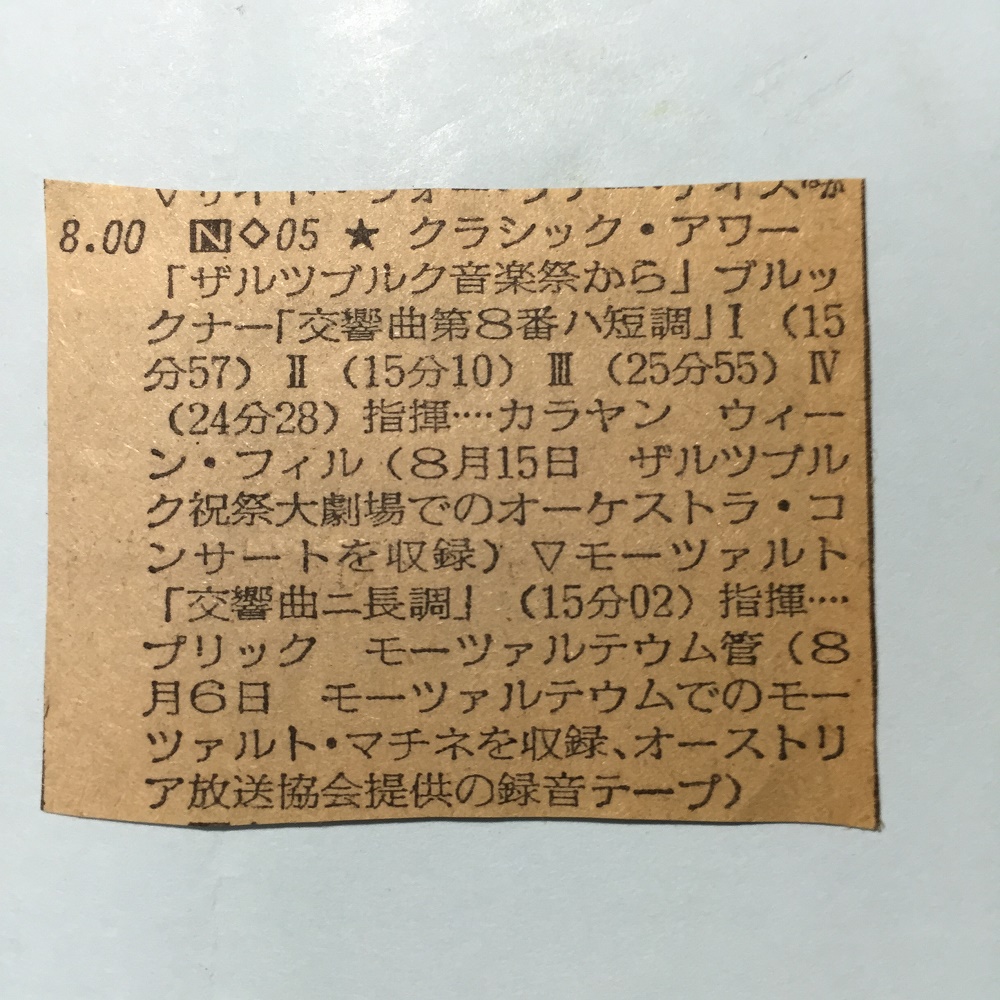 8.00 N◇05 ★ クラシック・アワー
「ザルツブルク音楽祭から」ブルッ
クナー「交響曲第8番ハ短調」Ⅰ（15
分57）Ⅱ（15分10）Ⅲ（25分55）Ⅳ
（24分28）指揮‥‥カラヤン　ウィー
ン・フィル（8月15日　ザルツブル
ク祝祭大劇場でのオーケストラ・コ
ンサートを収録）▽モーツァルト
「交響曲ニ長調」（15分02）指揮‥‥
プリック　モーツァルテウム管（8
月6日　モーツァルテウムでのモー
ツァルト・マチネを収録、オーストリ
ア放送協会提供の録音テープ）